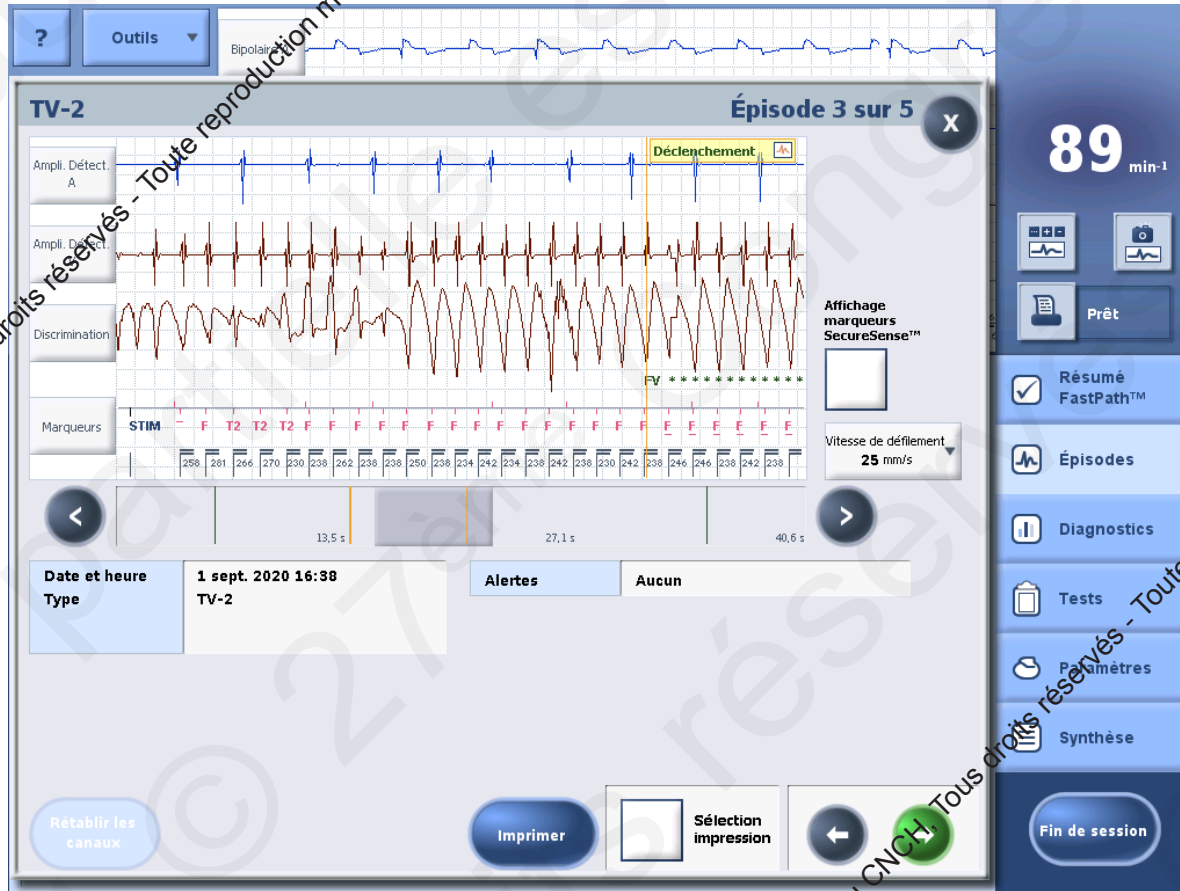 ?
Outils
Bipolaire
TV-2
Épisode 3 sur 5
X
Ampli. Détect.
A
Déclenchement
Ampli. Détect.
Discrimination
FV * * * * * * * * * * * *
Marqueurs
STIM – F T2 T2 T2 F F F F F F F F F F F F F F F F F F F F
258 281 266 270 230 238 262 238 238 250 238 234 242 234 242 238 238 230 242 238 246 246 238 242 238
Affichage
marqueurs
SecureSense™
Vitesse de défilement
25 mm/s
<
13,5 s
27,1 s
40,6 s
>
Date et heure
1 sept. 2020 16:38
Type
TV-2
Alertes
Aucun
Rétablir les
canaux
Imprimer
Sélection
impression
89 min-1
Prêt
Résumé
FastPath™
Épisodes
Diagnostics
Tests
Paramètres
Synthèse
Fin de session
droits réservés - Toute reproduction
CNCH, Tous droits réservés - Toute
partielle
© 27ème Congrès
réservé